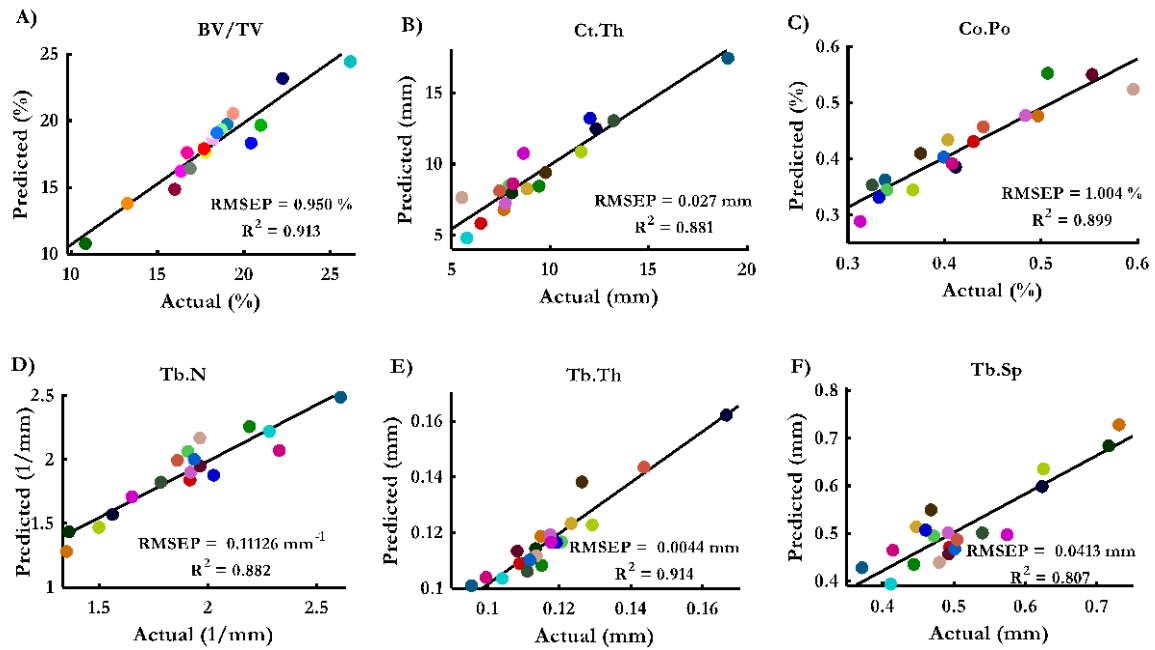 A)
BV/TV
25
20
15
10
10
15
20
25
Predicted (%)
Actual (%)
RMSEP = 0.950 %
R² = 0.913
B)
Ct.Th
15
10
5
5
10
15
20
Predicted (mm)
Actual (mm)
RMSEP = 0.027 mm
R² = 0.881
C)
Co.Po
0.6
0.5
0.4
0.3
0.3
0.4
0.5
0.6
Predicted (%)
Actual (%)
RMSEP = 1.004 %
R² = 0.899
D)
Tb.N
2.5
2
1.5
1
1.5
2
2.5
Predicted (1/mm)
Actual (1/mm)
RMSEP = 0.11126 mm⁻¹
R² = 0.882
E)
Tb.Th
0.16
0.14
0.12
0.1
0.1
0.12
0.14
0.16
Predicted (mm)
Actual (mm)
RMSEP = 0.0044 mm
R² = 0.914
F)
Tb.Sp
0.8
0.7
0.6
0.5
0.4
0.4
0.5
0.6
0.7
Predicted (mm)
Actual (mm)
RMSEP = 0.0413 mm
R² = 0.807